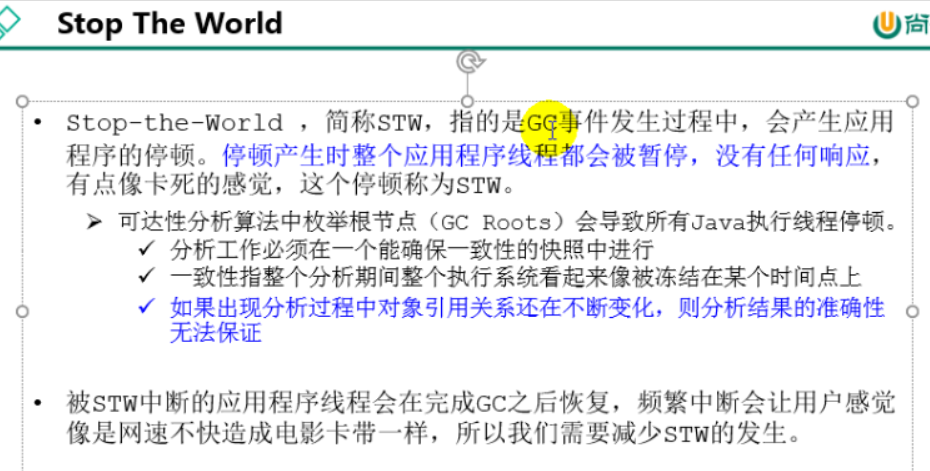 Stop The World
尚
• Stop-the-World ，简称STW，指的是GC事件发生过程中，会产生应用
程序的停顿。停顿产生时整个应用程序线程都会被暂停，没有任何响应，
有点像卡死的感觉，这个停顿称为STW。
➢ 可达性分析算法中枚举根节点（GC Roots）会导致所有Java执行线程停顿。
✓ 分析工作必须在一个能确保一致性的快照中进行
✓ 一致性指整个分析期间整个执行系统看起来像被冻结在某个时间点上
✓ 如果出现分析过程中对象引用关系还在不断变化，则分析结果的准确性
无法保证
• 被STW中断的应用程序线程会在完成GC之后恢复，频繁中断会让用户感觉
像是网速不快造成电影卡带一样，所以我们需要减少STW的发生。